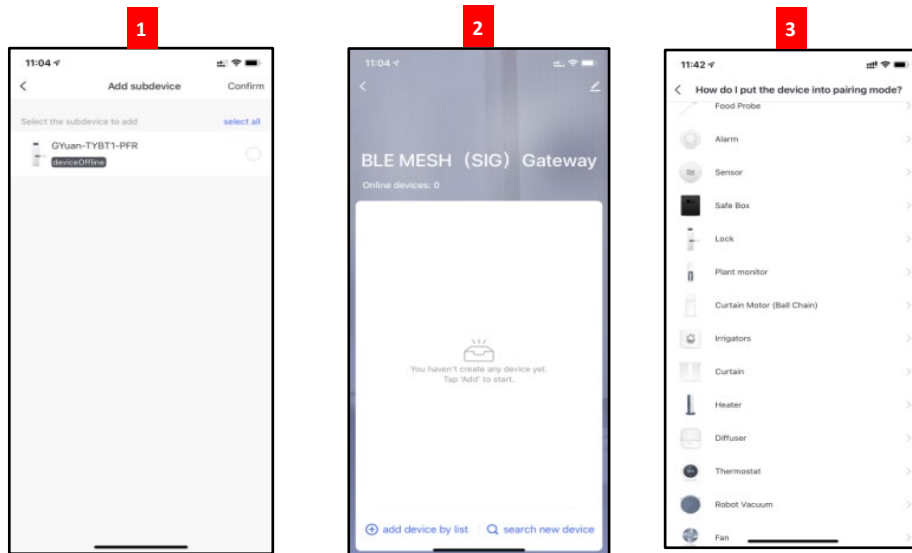 1
11:04
Add subdevice
Confirm
Select the subdevice to add
select all
GYuan-TYBT1-PFR
deviceOffline
2
11:04
BLE MESH（SIG）Gateway
Online devices: 0
You haven't create any device yet.
Tap 'Add' to start.
add device by list
search new device
3
11:42
How do I put the device into pairing mode?
Food Probe
Alarm
Sensor
Safe Box
Lock
Plant monitor
Curtain Motor (Ball Chain)
Irrigators
Curtain
Heater
Diffuser
Thermostat
Robot Vacuum
Fan